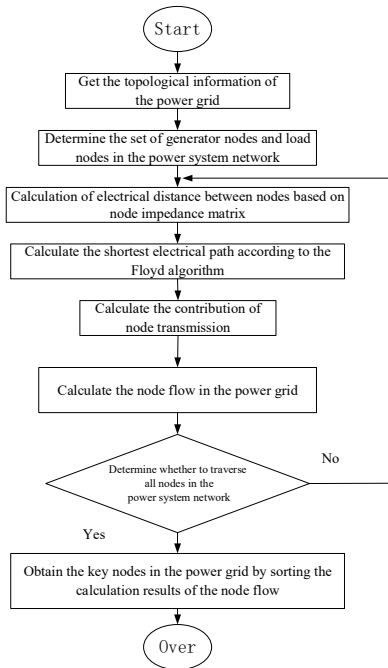 Start
Get the topological information of
the power grid
Determine the set of generator nodes and load
nodes in the power system network
Calculation of electrical distance between nodes based on
node impedance matrix
Calculate the shortest electrical path according to the
Floyd algorithm
Calculate the contribution of
node transmission
Calculate the node flow in the power grid
Determine whether to traverse
all nodes in the
power system network
No
Yes
Obtain the key nodes in the power grid by sorting the
calculation results of the node flow
Over